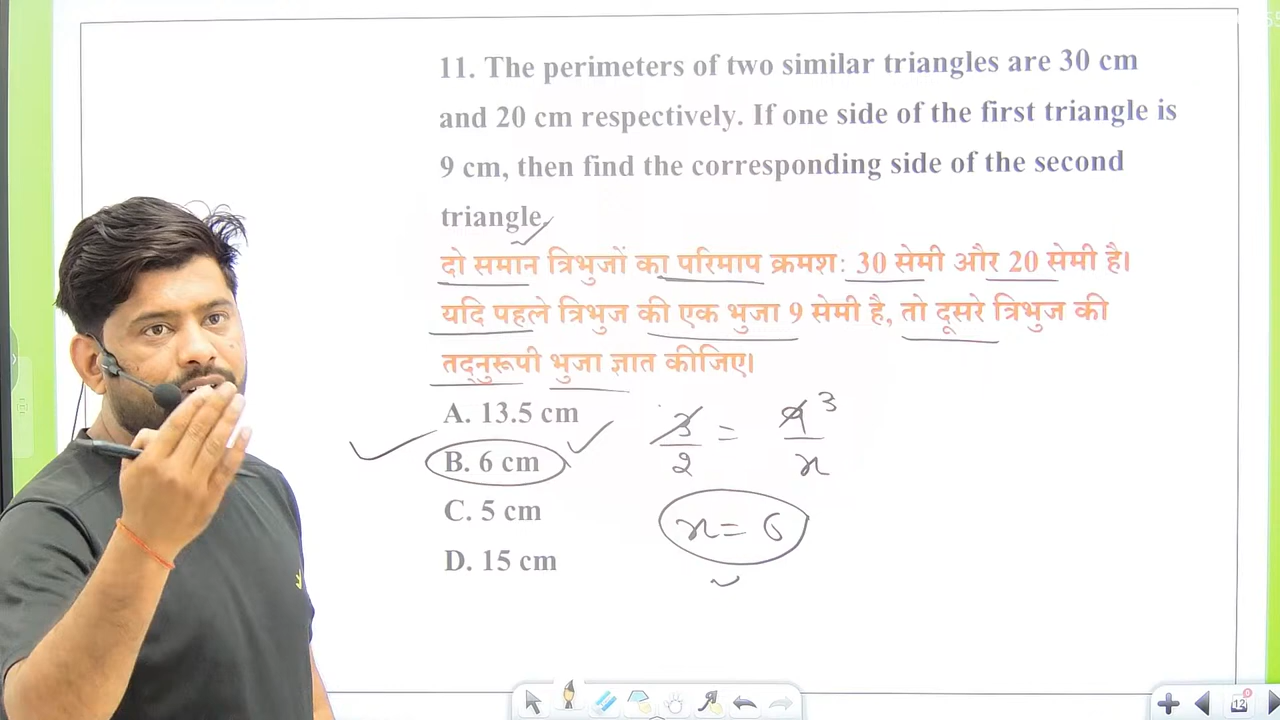 11. The perimeters of two similar triangles are 30 cm
and 20 cm respectively. If one side of the first triangle is
9 cm, then find the corresponding side of the second
triangle.
दो समान त्रिभुजों का परिमाप क्रमशः 30 सेमी और 20 सेमी है।
यदि पहले त्रिभुज की एक भुजा 9 सेमी है, तो दूसरे त्रिभुज की
तद्नुरूपी भुजा ज्ञात कीजिए।
A. 13.5 cm
B. 6 cm
C. 5 cm
D. 15 cm
3/2 = 9/x 3
x = 6
12